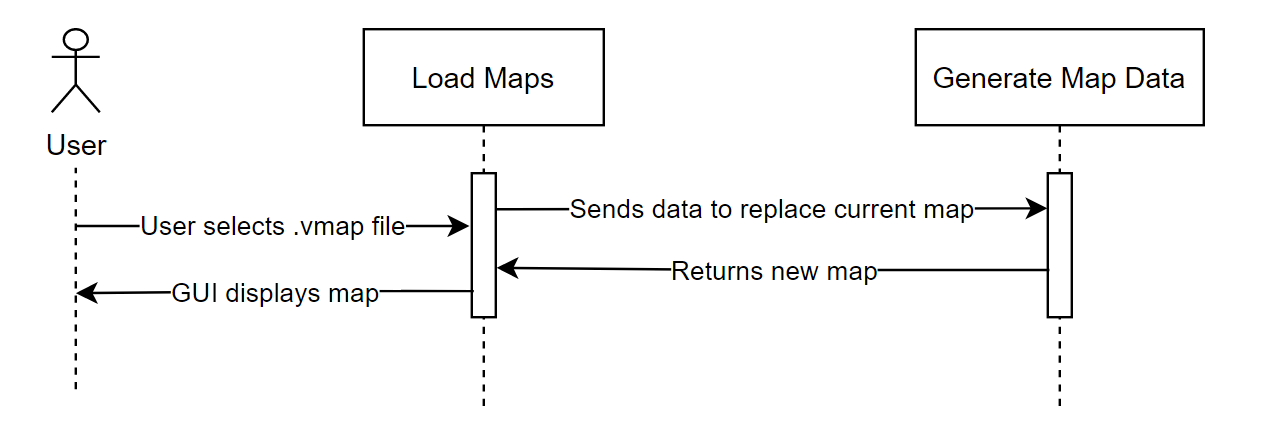 Load Maps
Generate Map Data
User
Sends data to replace current map
User selects .vmap file
Returns new map
GUI displays map